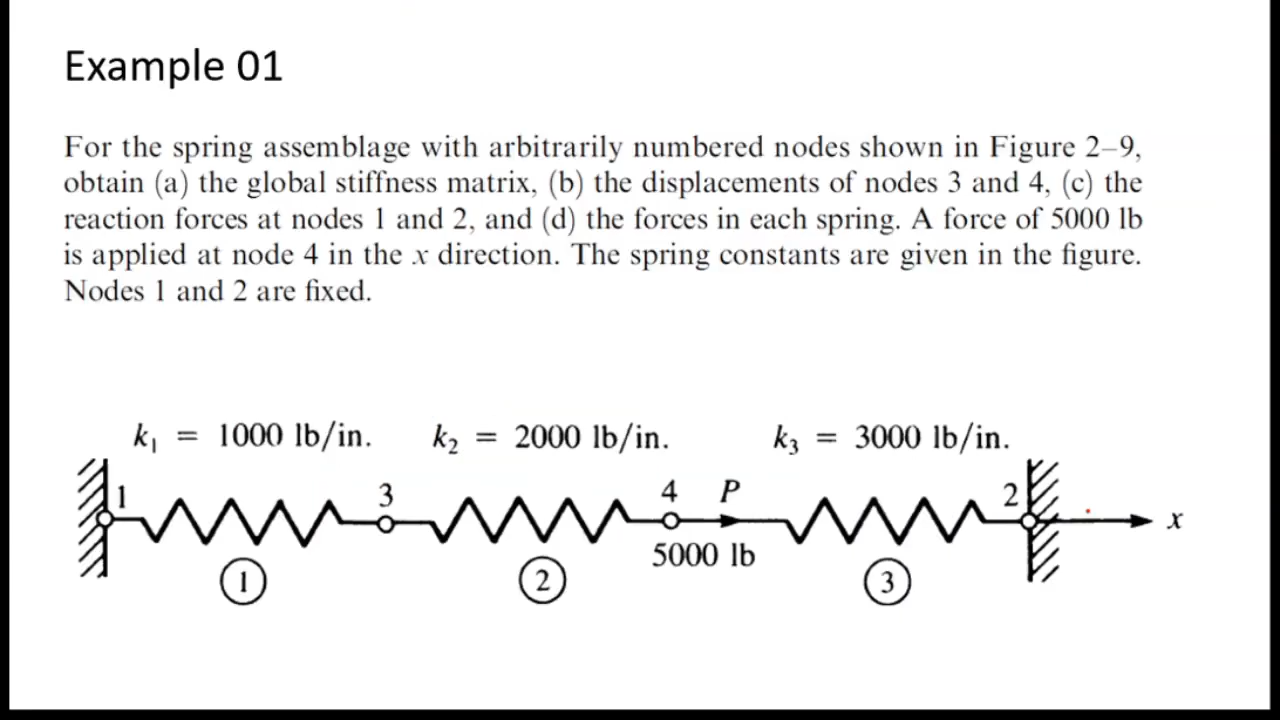 Example 01
For the spring assemblage with arbitrarily numbered nodes shown in Figure 2–9,
obtain (a) the global stiffness matrix, (b) the displacements of nodes 3 and 4, (c) the
reaction forces at nodes 1 and 2, and (d) the forces in each spring. A force of 5000 lb
is applied at node 4 in the x direction. The spring constants are given in the figure.
Nodes 1 and 2 are fixed.
k₁ = 1000 lb/in. k₂ = 2000 lb/in. k₃ = 3000 lb/in.
1 3 4 P 2 x
5000 lb
1 2 3